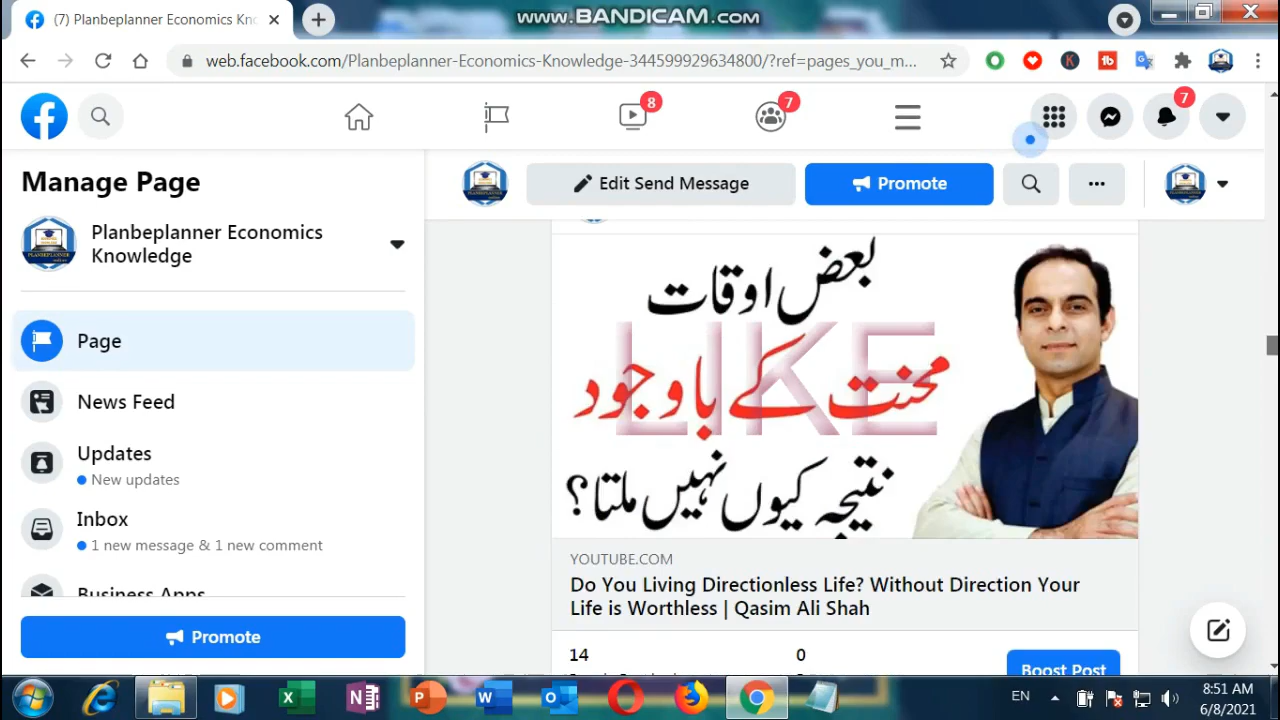 (7) Planbeplanner Economics Kn
www.BANDICAM.com
web.facebook.com/Planbeplanner-Economics-Knowledge-344599929634800/?ref=pages_you_m...
8
7
7
Manage Page
Edit Send Message
Promote
Planbeplanner Economics
Knowledge
Page
News Feed
Updates
New updates
Inbox
1 new message & 1 new comment
Business Apps
Promote
بعض اوقات
محنت کے باوجود
نتیجہ کیوں نہیں ملتا؟
LIKE
YOUTUBE.COM
Do You Living Directionless Life? Without Direction Your
Life is Worthless | Qasim Ali Shah
14
0
Boost Post
EN
8:51 AM
6/8/2021